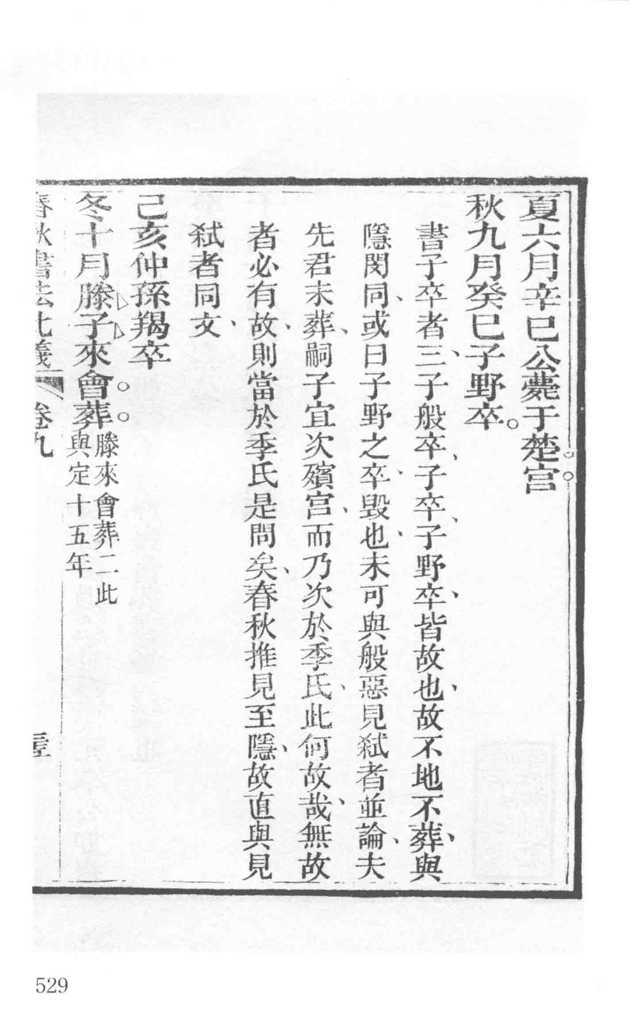 夏六月辛巳公薨于楚宮
秋九月癸巳子野卒
書子卒者三子般卒子卒子野卒皆故也故不地不葬與
隱閔同或曰子野之卒毀也未可與般惡見弒者並論夫
先君未葬嗣子宜次殯宮而乃次於季氏此何故哉無故
者必有故則當於季氏是問矣春秋推見至隱故直與見
弒者同文
己亥仲孫羯卒
冬十月滕子來會葬滕來會葬二此
與定十五年
春秋書法比義 卷九
529